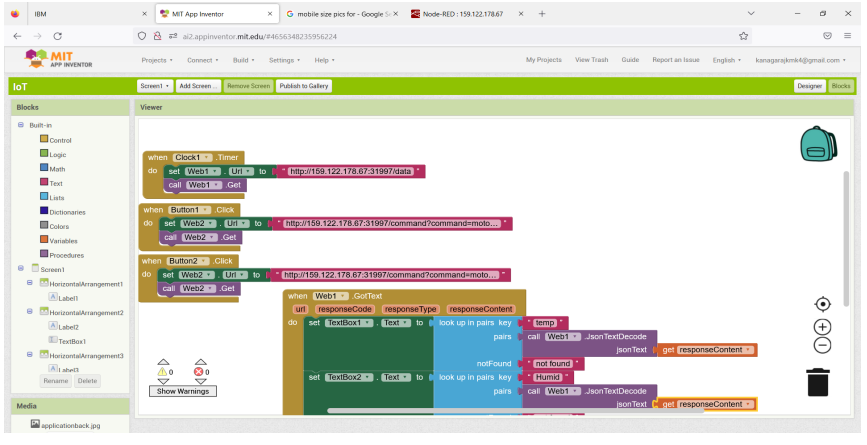 IBM
MIT App Inventor
mobile size pics for - Google Se
Node-RED : 159.122.178.67
ai2.appinventor.mit.edu/#4656348235956224
MIT
APP INVENTOR
Projects Connect Build Settings Help
My Projects View Trash Guide Report an Issue English kanagarajkmk4@gmail.com
IoT
Screen1 Add Screen ... Remove Screen Publish to Gallery
Designer Blocks
Blocks
Viewer
Built-in
Control
Logic
Math
Text
Lists
Dictionaries
Colors
Variables
Procedures
Screen1
HorizontalArrangement1
Label1
HorizontalArrangement2
Label2
TextBox1
HorizontalArrangement3
Label3
Rename Delete
Media
applicationback.jpg
when Clock1 .Timer
do set Web1 . Url to " http://159.122.178.67:31997/data "
call Web1 .Get
when Button1 .Click
do set Web2 . Url to " http://159.122.178.67:31997/command?command=moto... "
call Web2 .Get
when Button2 .Click
do set Web2 . Url to " http://159.122.178.67:31997/command?command=moto... "
call Web2 .Get
when Web1 .GotText
url responseCode responseType responseContent
do set TextBox1 . Text to look up in pairs key " temp "
pairs call Web1 .JsonTextDecode
jsonText get responseContent
notFound " not found "
set TextBox2 . Text to look up in pairs key " Humid "
pairs call Web1 .JsonTextDecode
jsonText get responseContent
0 0
Show Warnings